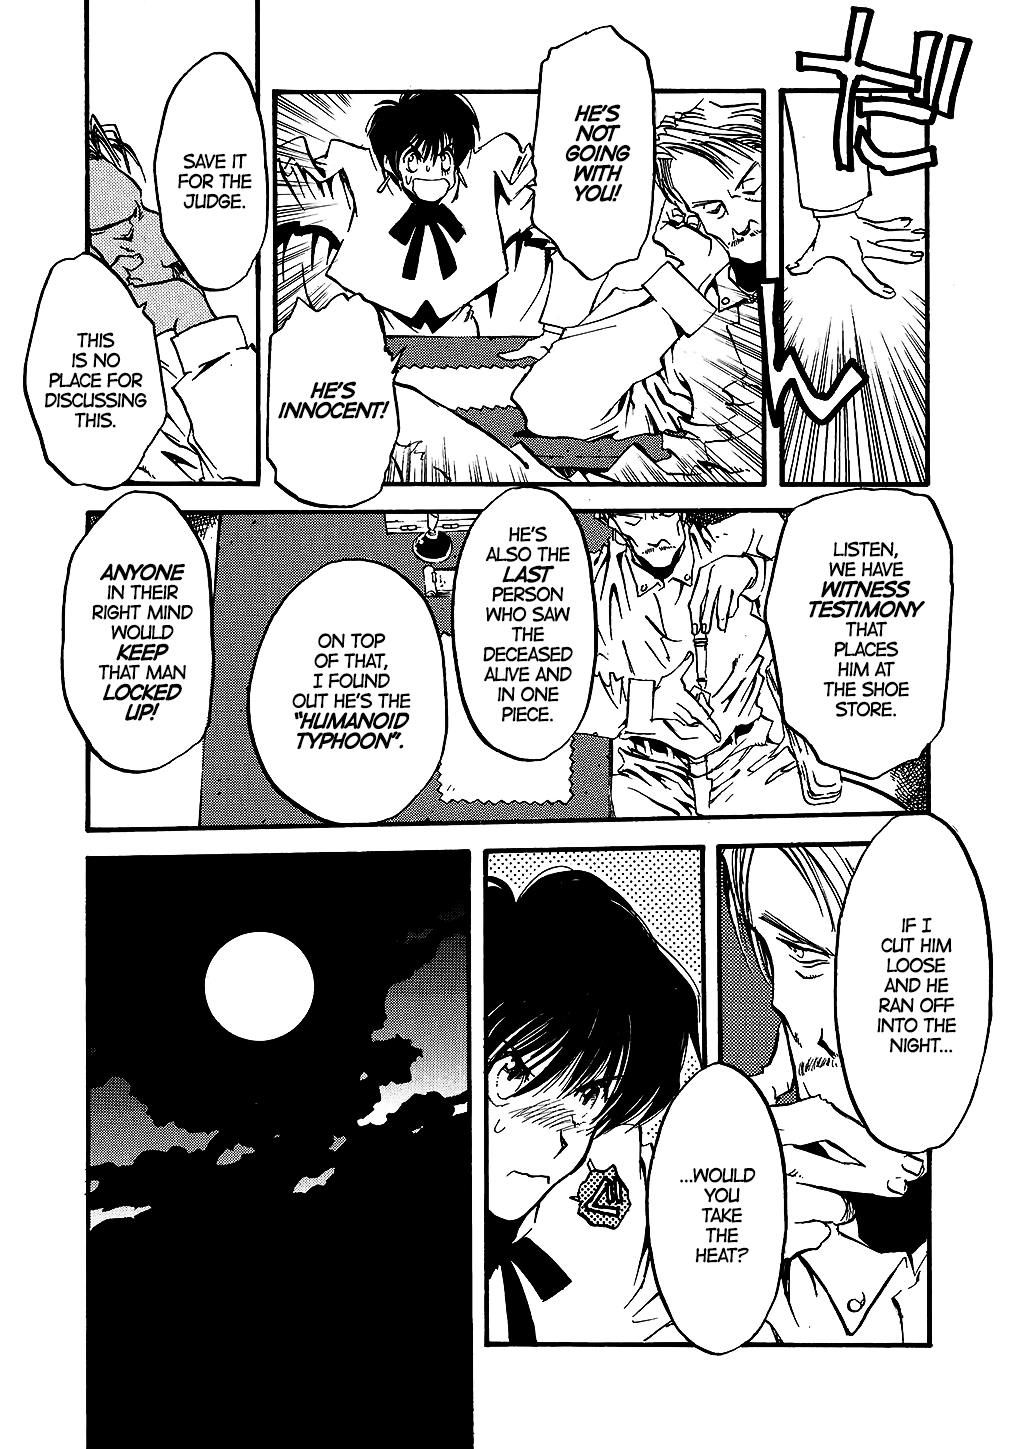 HE'S
NOT
GOING
WITH
YOU!
HE'S
INNOCENT!
SAVE IT
FOR THE
JUDGE.
THIS
IS NO
PLACE FOR
DISCUSSING
THIS.
LISTEN,
WE HAVE
WITNESS
TESTIMONY
THAT
PLACES
HIM AT
THE SHOE
STORE.
HE'S
ALSO THE
LAST
PERSON
WHO SAW
THE
DECEASED
ALIVE AND
IN ONE
PIECE.
ON TOP
OF THAT,
I FOUND
OUT HE'S THE
"HUMANOID
TYPHOON".
ANYONE
IN THEIR
RIGHT MIND
WOULD
KEEP
THAT MAN
LOCKED
UP!
IF I
CUT HIM
LOOSE
AND HE
RAN OFF
INTO THE
NIGHT...
...WOULD
YOU
TAKE
THE
HEAT?